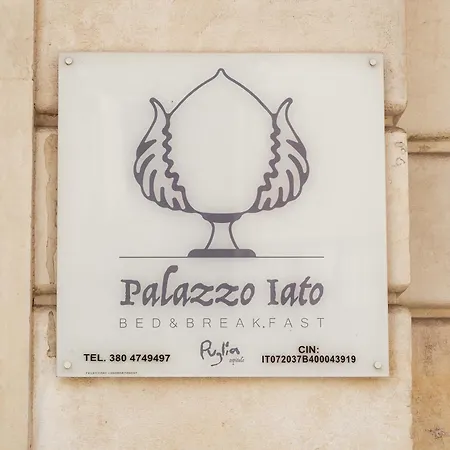 Palazzo Iato
BED & BREAKFAST
TEL. 380 4749497
Puglia
CIN:
IT072037B400043919